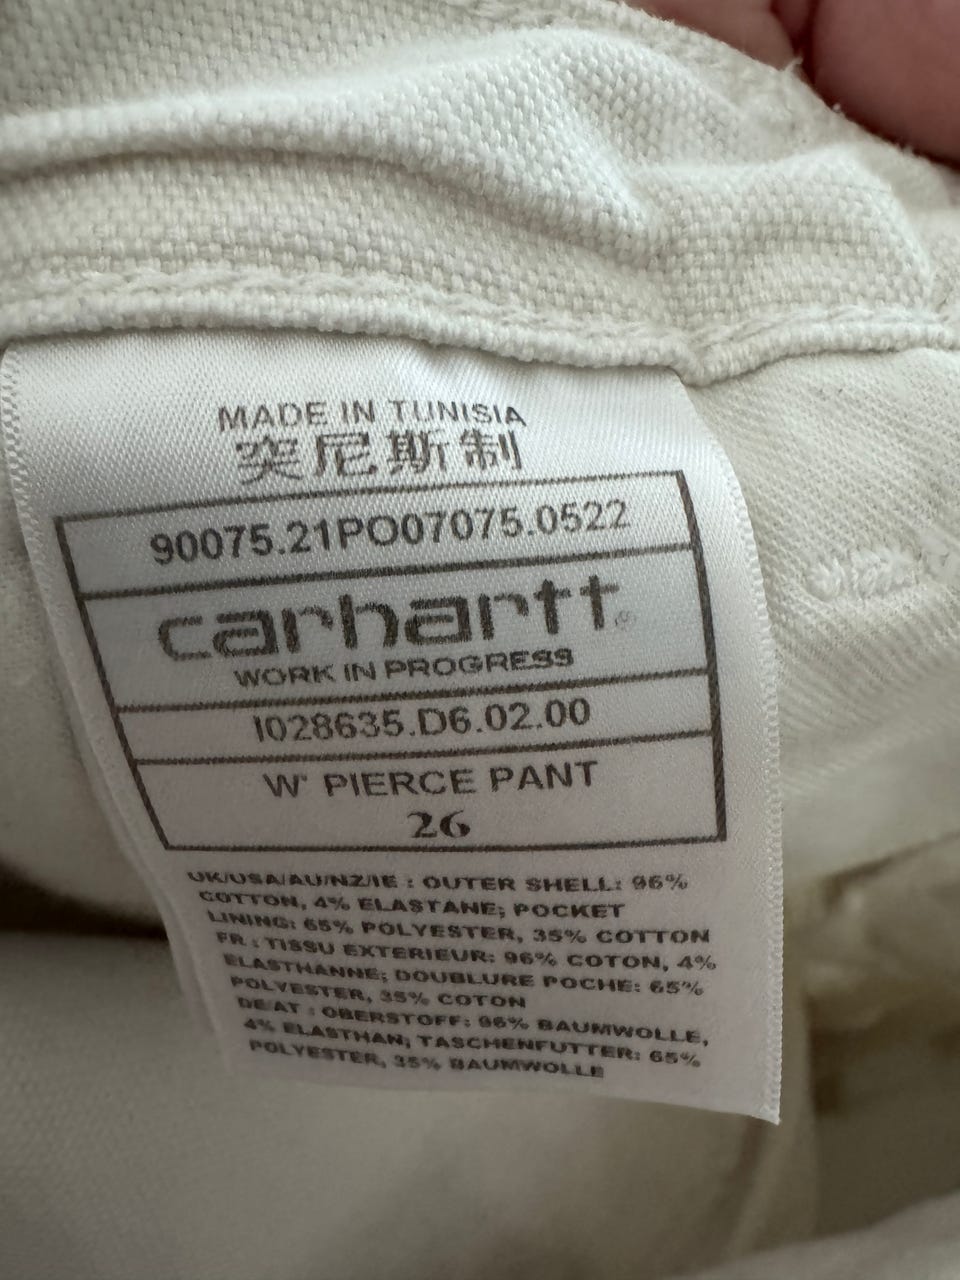 MADE IN TUNISIA
突尼斯制
90075.21PO07075.0522
carhartt®
WORK IN PROGRESS
I028635.D6.02.00
W' PIERCE PANT
26
UK/USA/AU/NZ/IE : OUTER SHELL: 96%
COTTON, 4% ELASTANE; POCKET
LINING: 65% POLYESTER, 35% COTTON
FR : TISSU EXTERIEUR: 96% COTON, 4%
ELASTHANNE; DOUBLURE POCHE: 65%
POLYESTER, 35% COTON
DE/AT : OBERSTOFF: 96% BAUMWOLLE,
4% ELASTHAN; TASCHENFUTTER: 65%
POLYESTER, 35% BAUMWOLLE